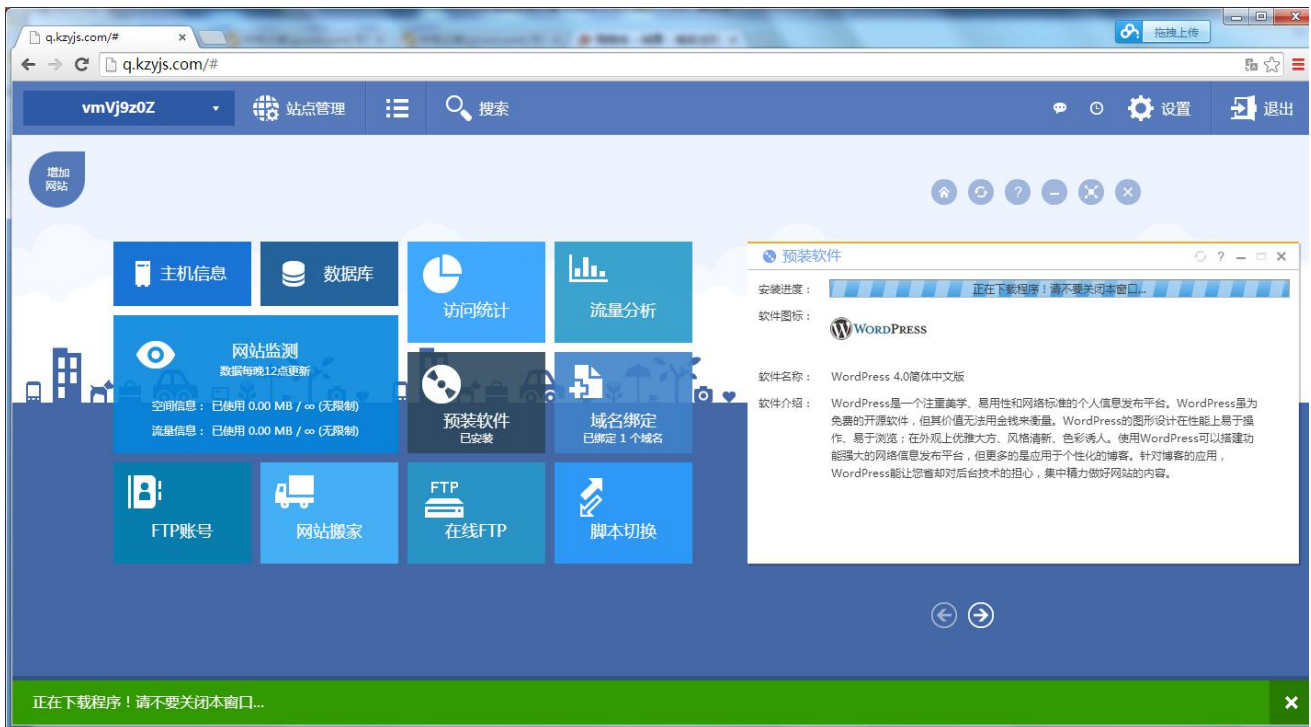 q.kzyjs.com/#
拖拽上传
q.kzyjs.com/#
vmVj9z0Z
站点管理
搜索
设置
退出
增加
网站
主机信息
数据库
访问统计
流量分析
网站监测
数据每晚12点更新
空间信息： 已使用 0.00 MB / ∞ (无限制)
流量信息： 已使用 0.00 MB / ∞ (无限制)
预装软件
已安装
域名绑定
已绑定 1 个域名
FTP账号
网站搬家
FTP
在线FTP
脚本切换
预装软件
安装进度：
正在下载程序！请不要关闭本窗口...
软件图标：
WORDPRESS
软件名称： WordPress 4.0简体中文版
软件介绍： WordPress是一个注重美学、易用性和网络标准的个人信息发布平台。WordPress虽为
免费的开源软件，但其价值无法用金钱来衡量。WordPress的图形设计在性能上易于操
作、易于浏览；在外观上优雅大方、风格清新、色彩诱人。使用WordPress可以搭建功
能强大的网络信息发布平台，但更多的是应用于个性化的博客。针对博客的应用，
WordPress能让您省却对后台技术的担心，集中精力做好网站的内容。
正在下载程序！请不要关闭本窗口...